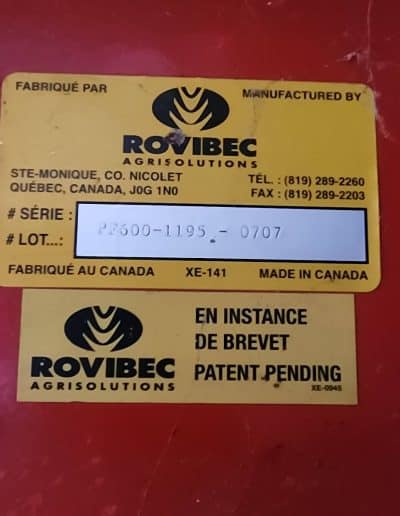 FABRIQUÉ PAR MANUFACTURED BY
ROVIBEC
AGRISOLUTIONS
STE-MONIQUE, CO. NICOLET TÉL. : (819) 289-2260
QUÉBEC, CANADA, J0G 1N0 FAX : (819) 289-2203
# SÉRIE :
# LOT...: -1195 - 0707
FABRIQUÉ AU CANADA XE-141 MADE IN CANADA
EN INSTANCE
DE BREVET
ROVIBEC PATENT PENDING
AGRISOLUTIONS XE-0945